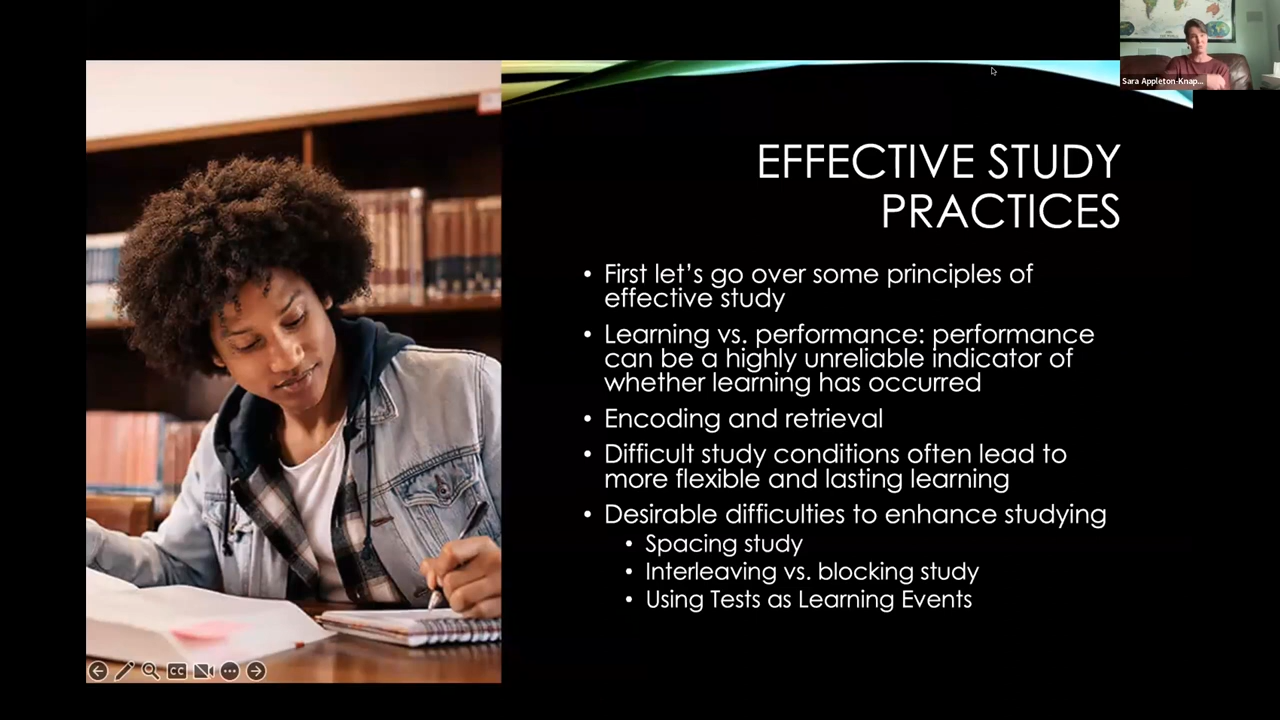 Sara Appleton-Knap...
EFFECTIVE STUDY
PRACTICES
• First let's go over some principles of
effective study
• Learning vs. performance: performance
can be a highly unreliable indicator of
whether learning has occurred
• Encoding and retrieval
• Difficult study conditions often lead to
more flexible and lasting learning
• Desirable difficulties to enhance studying
• Spacing study
• Interleaving vs. blocking study
• Using Tests as Learning Events
CC